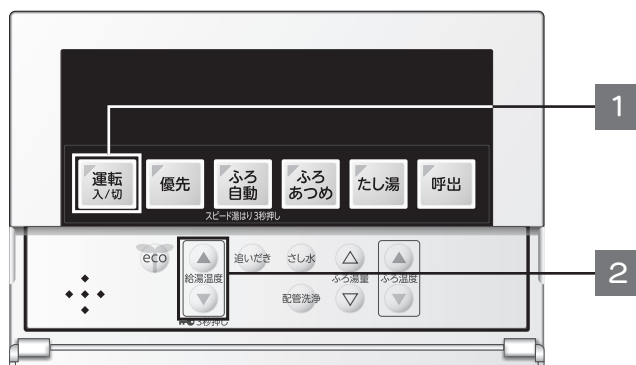 1
運転
入/切
優先
ふろ
自動
ふろ
あつめ
たし湯
呼出
スピード湯はり3秒押し
eco
給湯温度
追いだき
さし水
ふろ湯量
ふろ温度
2
配管洗浄
3秒押し